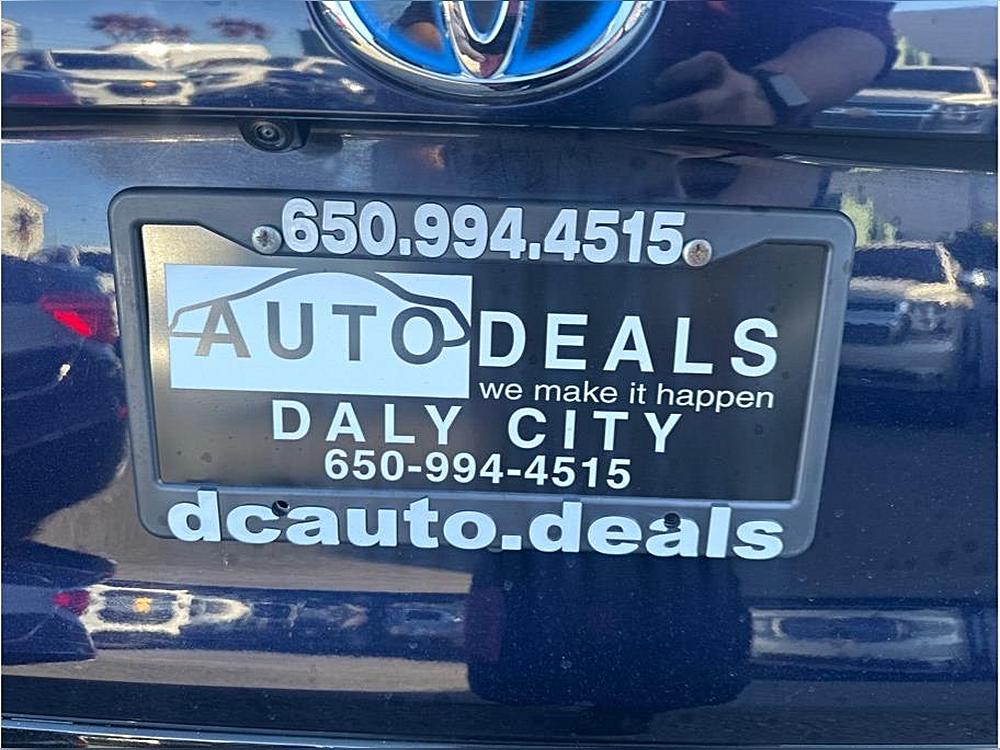 650.994.4515
AUTO DEALS
we make it happen
DALY CITY
650-994-4515
dcauto.deals